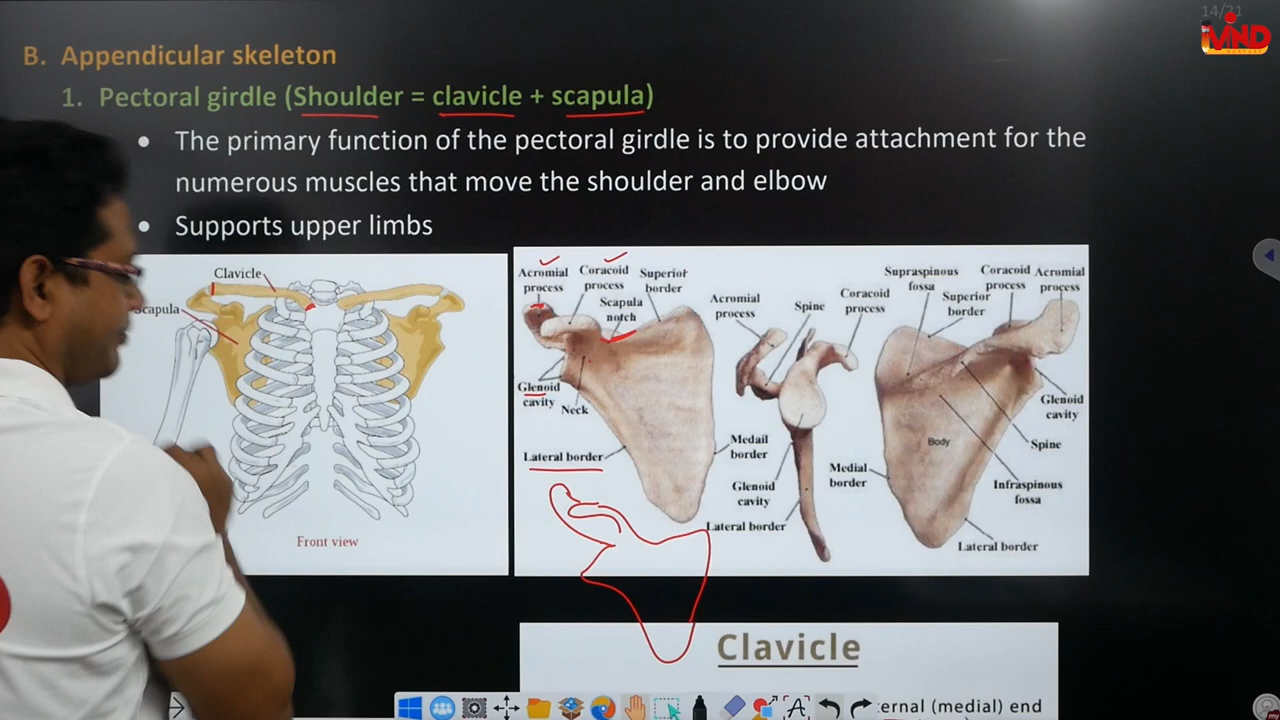 14/21
MIND
B. Appendicular skeleton
1. Pectoral girdle (Shoulder = clavicle + scapula)
• The primary function of the pectoral girdle is to provide attachment for the
numerous muscles that move the shoulder and elbow
• Supports upper limbs
Clavicle
Scapula
Front view
Acromial
process
Coracoid
process
Superior
border
Scapula
notch
Glenoid
cavity
Neck
Lateral border
Acromial
process
Spine
Coracoid
process
Medail
border
Glenoid
cavity
Lateral border
Supraspinous
fossa
Superior
border
Coracoid
process
Acromial
process
Glenoid
cavity
Spine
Body
Medial
border
Infraspinous
fossa
Lateral border
Clavicle
ernal (medial) end